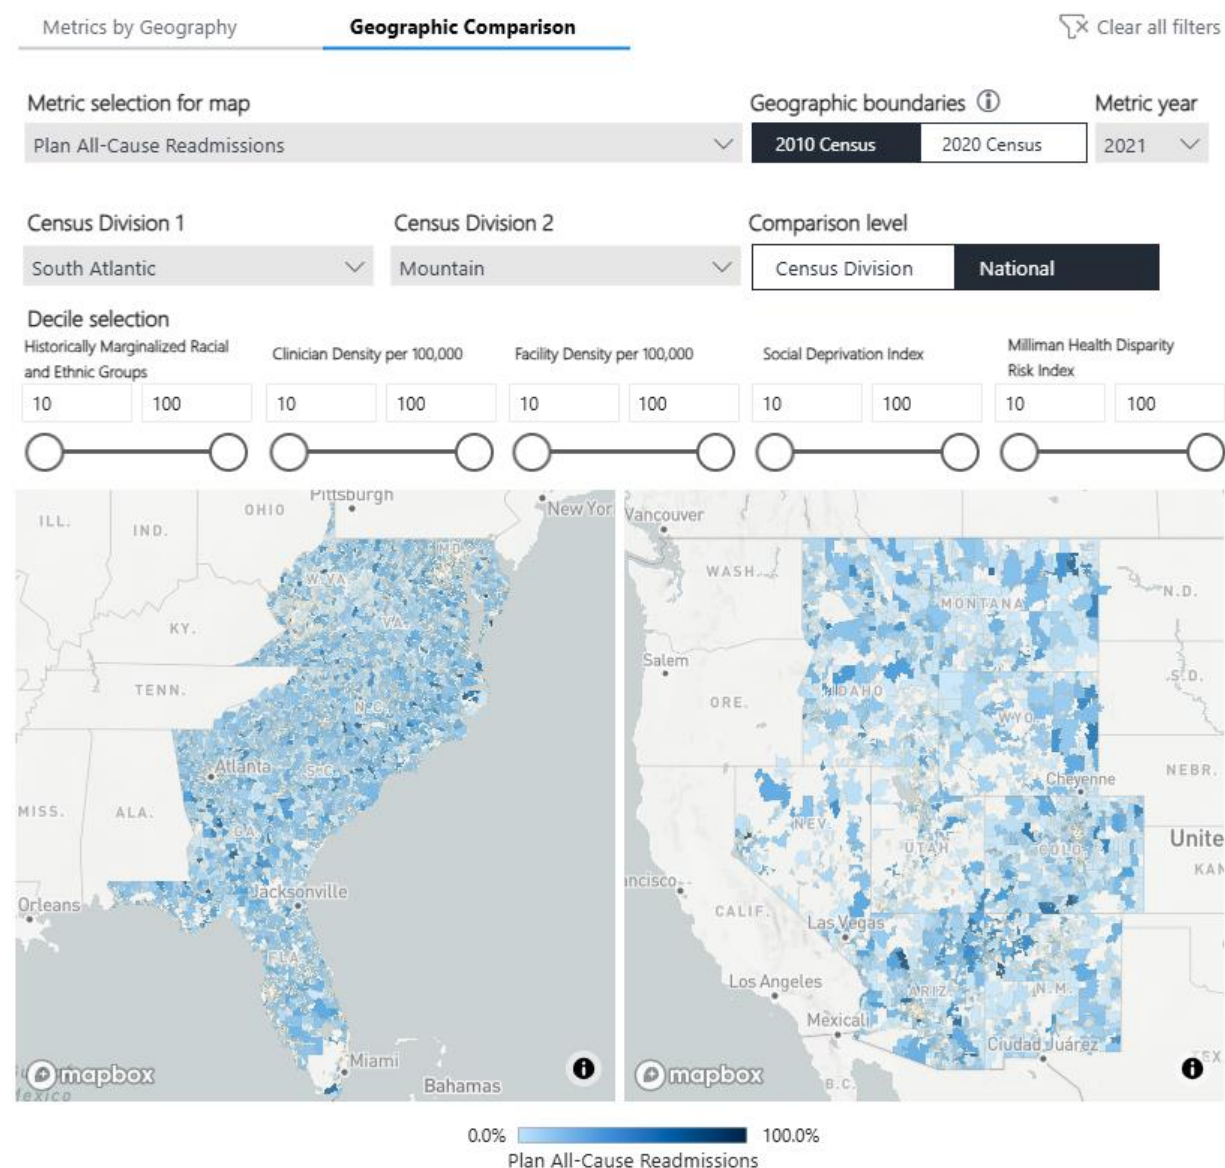 Metrics by Geography
Geographic Comparison
Clear all filters
Metric selection for map
Geographic boundaries
Metric year
Plan All-Cause Readmissions
2010 Census
2020 Census
2021
Census Division 1
Census Division 2
Comparison level
South Atlantic
Mountain
Census Division
National
Decile selection
Historically Marginalized Racial
and Ethnic Groups
Clinician Density per 100,000
Facility Density per 100,000
Social Deprivation Index
Milliman Health Disparity
Risk Index
10 100 10 100 10 100 10 100 10 100
Pittsburgh
OHIO
New Yor
ILL.
IND.
MD.
W.VA
VA.
KY.
TENN.
N.C.
Atlanta
S.C.
MISS.
ALA.
GA.
Jacksonville
Orleans
FLA.
Miami
mapbox
Bahamas
Vancouver
WASH.
MONTANA
N.D.
Salem
ORE.
IDAHO
S.D.
WYO.
Cheyenne
NEBR.
NEV.
UTAH
COLO.
Unite
KAN
ncisco
CALIF.
Las Vegas
Los Angeles
ARIZ.
N.M.
Mexicali
Ciudad Juárez
TEX
mapbox
B.C.
0.0%
100.0%
Plan All-Cause Readmissions